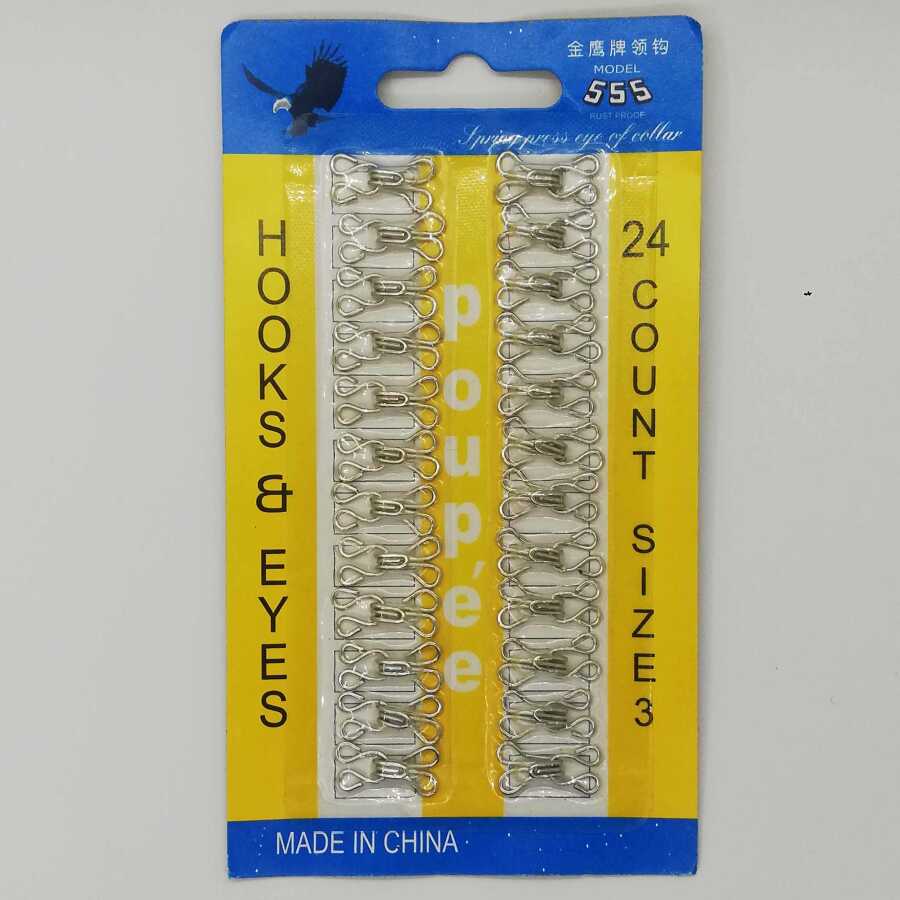 金鹰牌领钩
MODEL
555
RUST PROOF
Spring press eye of collar
HOOKS & EYES
poupée
24 COUNT SIZE 3
MADE IN CHINA